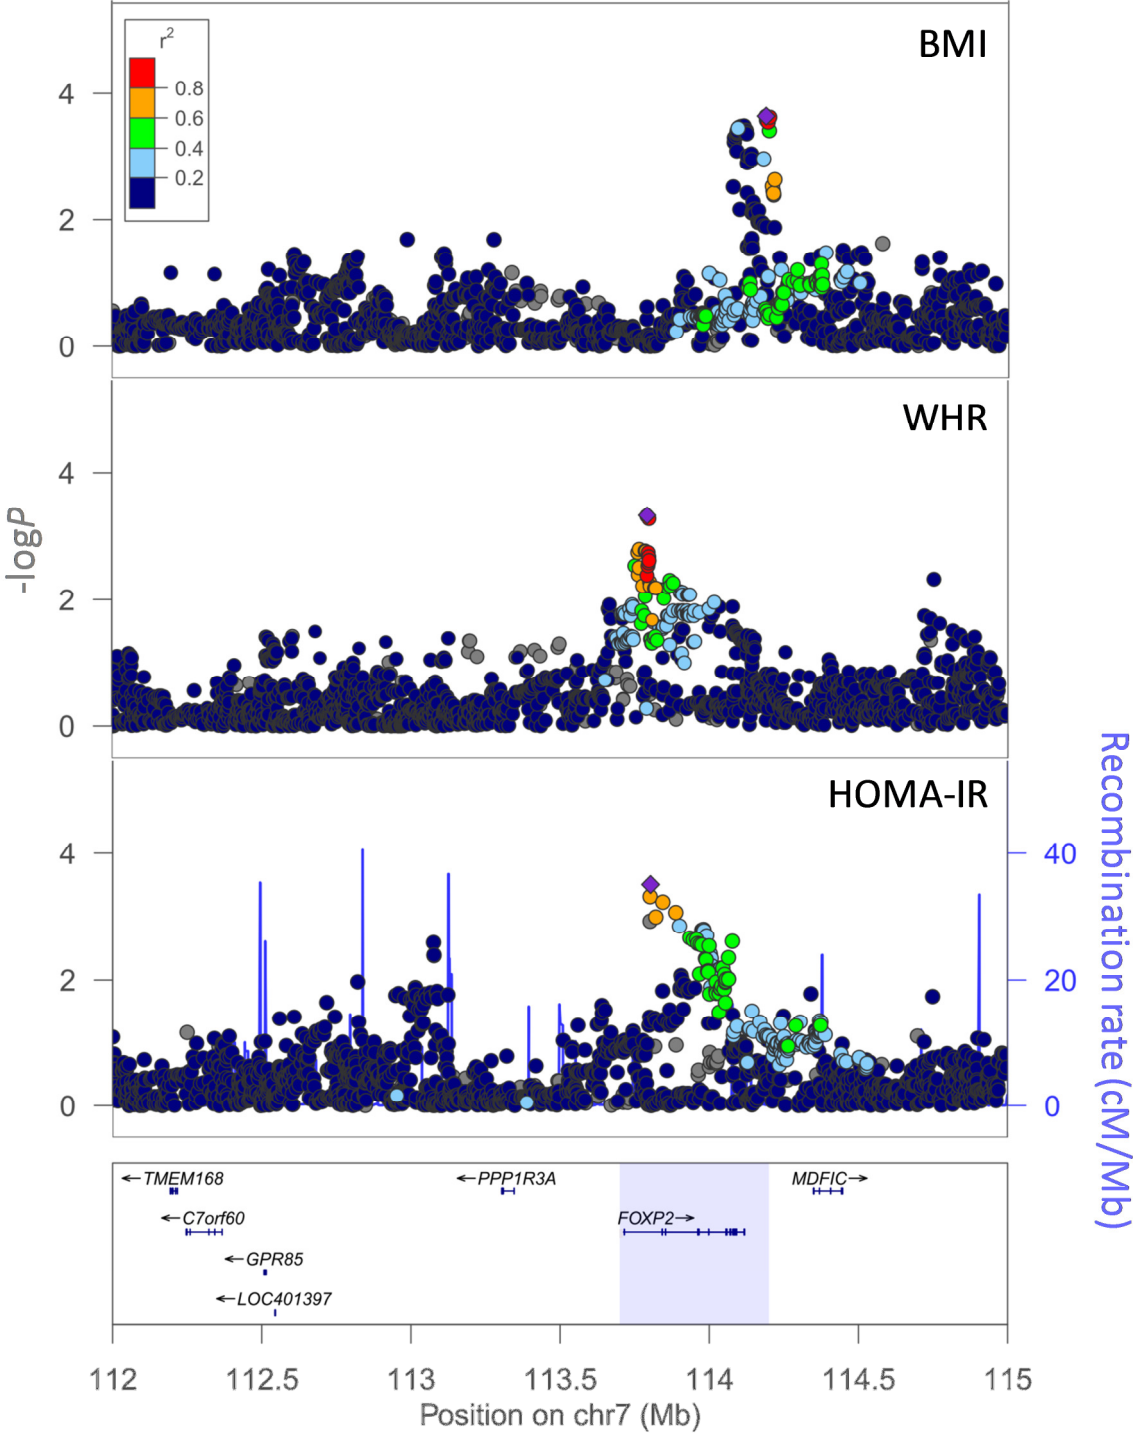 BMI
r2
0.8
0.6
0.4
0.2
4
2
0
WHR
4
2
0
-logP
HOMA-IR
4
2
0
40
20
0
Recombination rate (cM/Mb)
←TMEM168
←PPP1R3A
MDFIC→
←C7orf60
FOXP2→
←GPR85
←LOC401397
112
112.5
113
113.5
114
114.5
115
Position on chr7 (Mb)